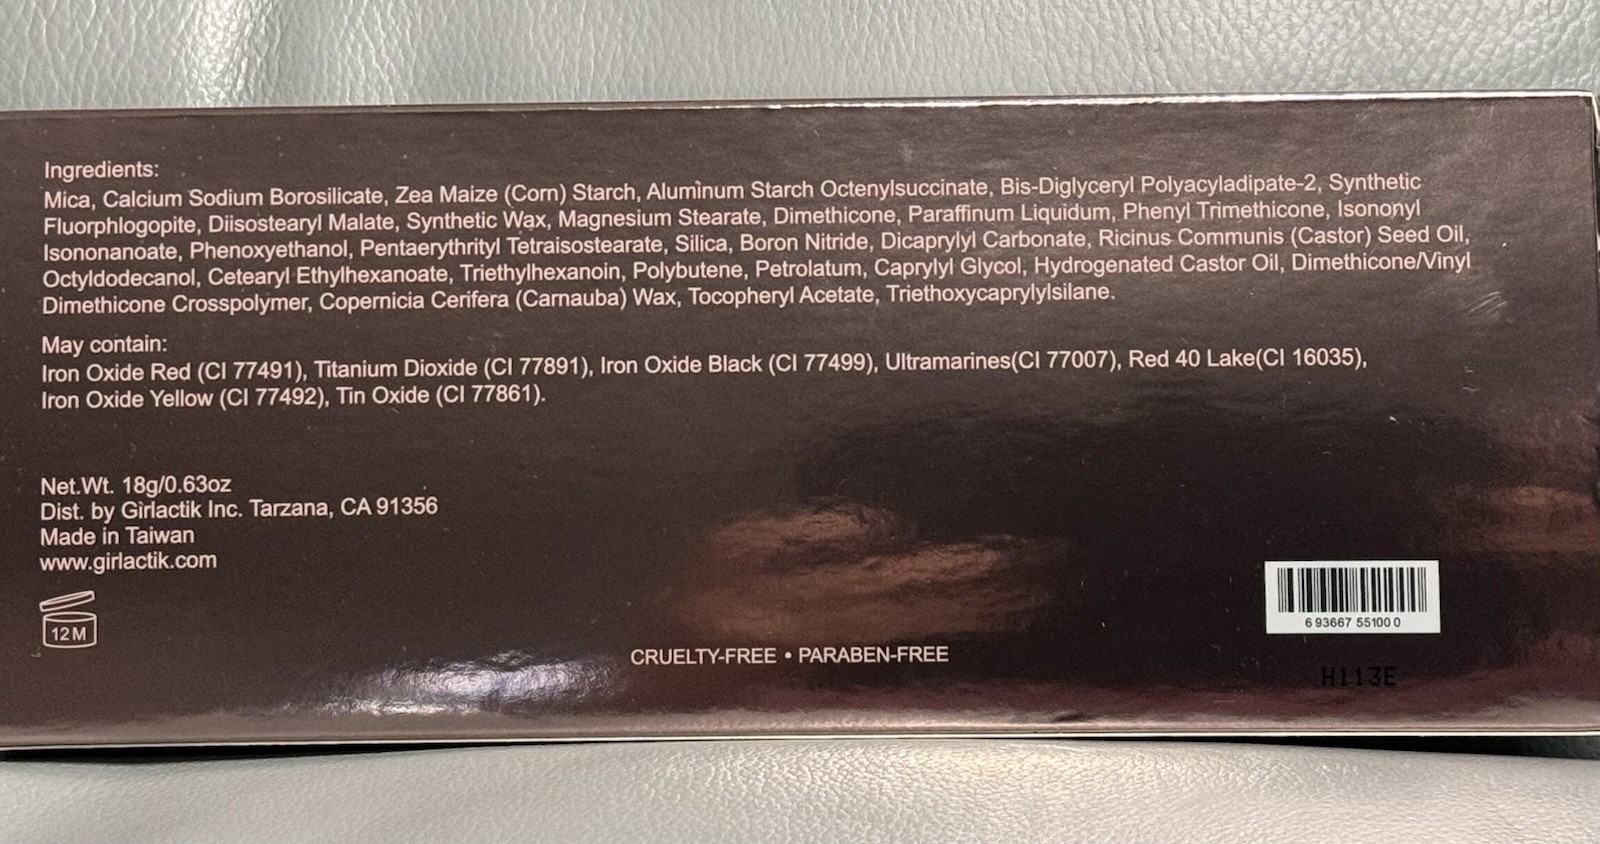 Ingredients:
Mica, Calcium Sodium Borosilicate, Zea Maize (Corn) Starch, Aluminum Starch Octenylsuccinate, Bis-Diglyceryl Polyacyladipate-2, Synthetic
Fluorphlogopite, Diisostearyl Malate, Synthetic Wax, Magnesium Stearate, Dimethicone, Paraffinum Liquidum, Phenyl Trimethicone, Isononyl
Isononanoate, Phenoxyethanol, Pentaerythrityl Tetraisostearate, Silica, Boron Nitride, Dicaprylyl Carbonate, Ricinus Communis (Castor) Seed Oil,
Octyldodecanol, Cetearyl Ethylhexanoate, Triethylhexanoin, Polybutene, Petrolatum, Caprylyl Glycol, Hydrogenated Castor Oil, Dimethicone/Vinyl
Dimethicone Crosspolymer, Copernicia Cerifera (Carnauba) Wax, Tocopheryl Acetate, Triethoxycaprylylsilane.
May contain:
Iron Oxide Red (CI 77491), Titanium Dioxide (CI 77891), Iron Oxide Black (CI 77499), Ultramarines(CI 77007), Red 40 Lake(CI 16035),
Iron Oxide Yellow (CI 77492), Tin Oxide (CI 77861).
Net.Wt. 18g/0.63oz
Dist. by Girlactik Inc. Tarzana, CA 91356
Made in Taiwan
www.girlactik.com
12M
CRUELTY-FREE • PARABEN-FREE
6 93667 55100 0
H113E